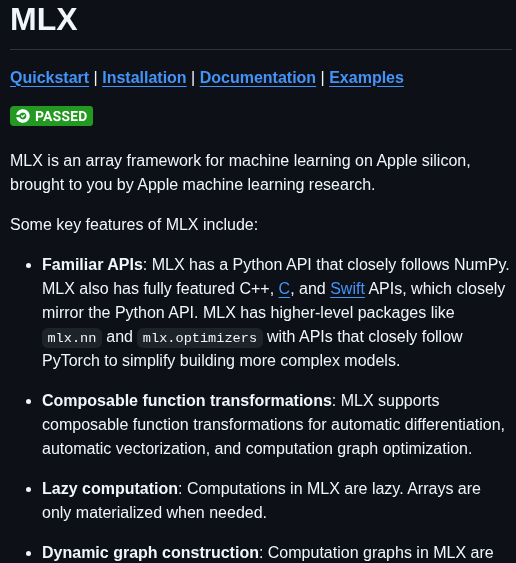 MLX
Quickstart | Installation | Documentation | Examples
PASSED
MLX is an array framework for machine learning on Apple silicon,
brought to you by Apple machine learning research.
Some key features of MLX include:
• Familiar APIs: MLX has a Python API that closely follows NumPy.
MLX also has fully featured C++, C, and Swift APIs, which closely
mirror the Python API. MLX has higher-level packages like
mlx.nn and mlx.optimizers with APIs that closely follow
PyTorch to simplify building more complex models.
• Composable function transformations: MLX supports
composable function transformations for automatic differentiation,
automatic vectorization, and computation graph optimization.
• Lazy computation: Computations in MLX are lazy. Arrays are
only materialized when needed.
• Dynamic graph construction: Computation graphs in MLX are